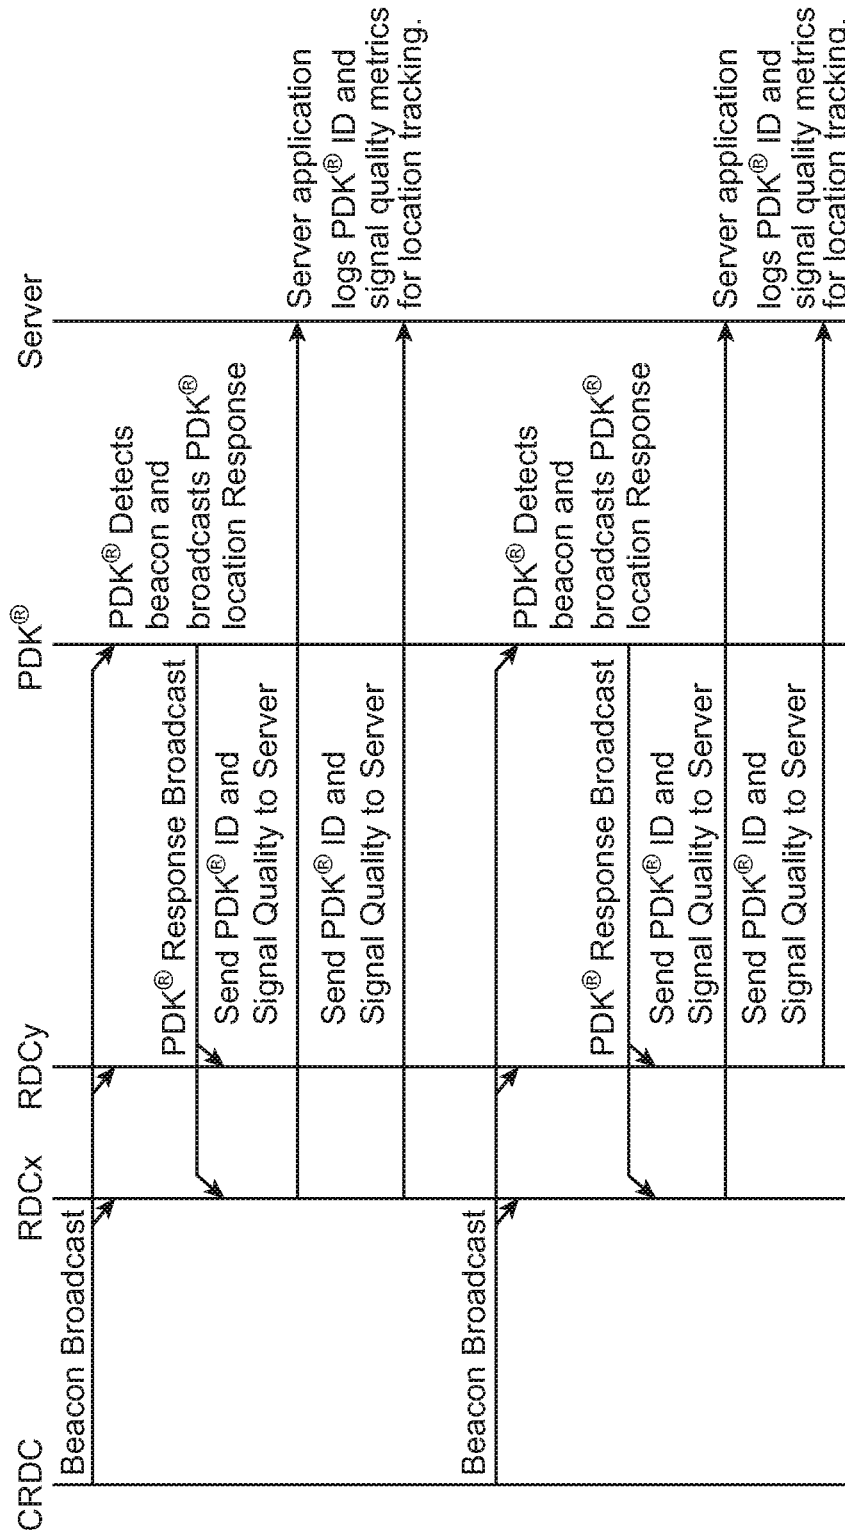 CRDC
RDCx
RDCy
PDK®
Server
Beacon Broadcast
PDK® Detects
beacon and
broadcasts PDK®
location Response
PDK® Response Broadcast
Send PDK® ID and
Signal Quality to Server
Server application
logs PDK® ID and
signal quality metrics
for location tracking.
Send PDK® ID and
Signal Quality to Server
Beacon Broadcast
PDK® Detects
beacon and
broadcasts PDK®
location Response
PDK® Response Broadcast
Send PDK® ID and
Signal Quality to Server
Server application
logs PDK® ID and
signal quality metrics
for location tracking.
Send PDK® ID and
Signal Quality to Server